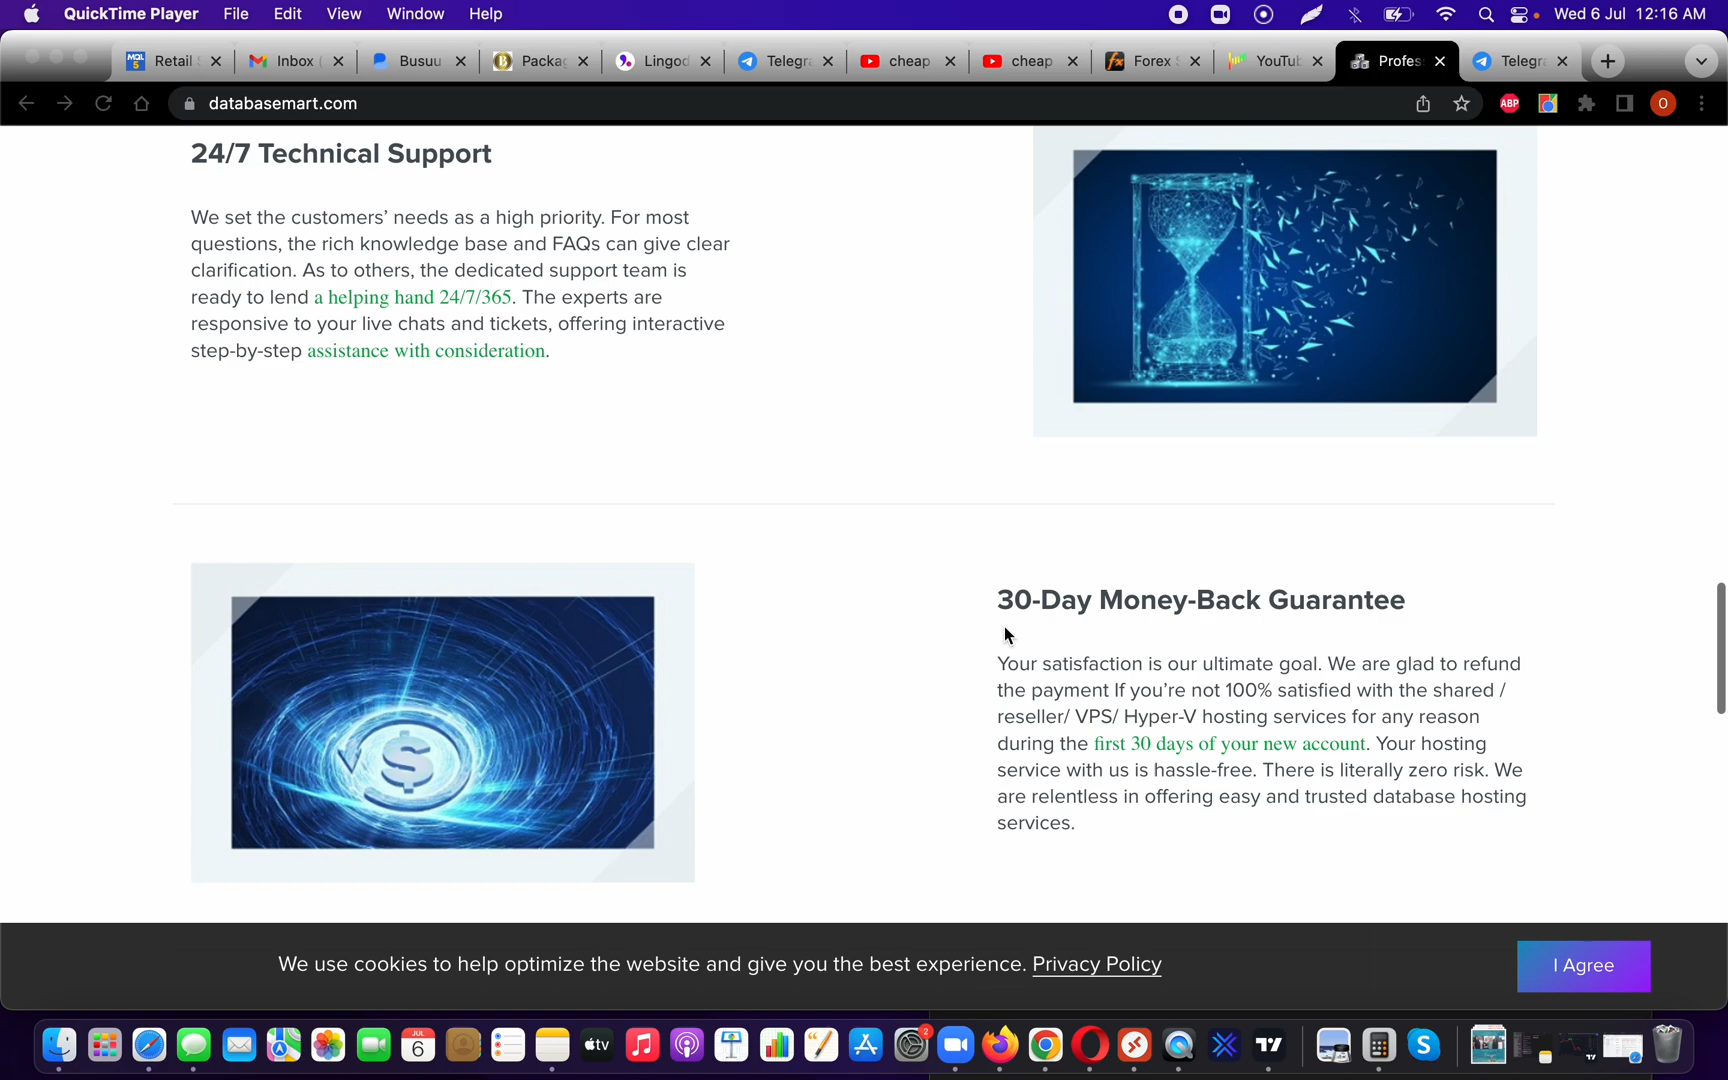 QuickTime Player File Edit View Window Help Wed 6 Jul 12:16 AM
Retail Inbox Busuu Packa Lingod Telegr cheap cheap Forex YouTub Profes Telegr
databasemart.com ABP O
24/7 Technical Support
We set the customers’ needs as a high priority. For most
questions, the rich knowledge base and FAQs can give clear
clarification. As to others, the dedicated support team is
ready to lend a helping hand 24/7/365. The experts are
responsive to your live chats and tickets, offering interactive
step-by-step assistance with consideration.
30-Day Money-Back Guarantee
Your satisfaction is our ultimate goal. We are glad to refund
the payment If you’re not 100% satisfied with the shared /
reseller/ VPS/ Hyper-V hosting services for any reason
during the first 30 days of your new account. Your hosting
service with us is hassle-free. There is literally zero risk. We
are relentless in offering easy and trusted database hosting
services.
We use cookies to help optimize the website and give you the best experience. Privacy Policy
I Agree
JUL
6
tv
2